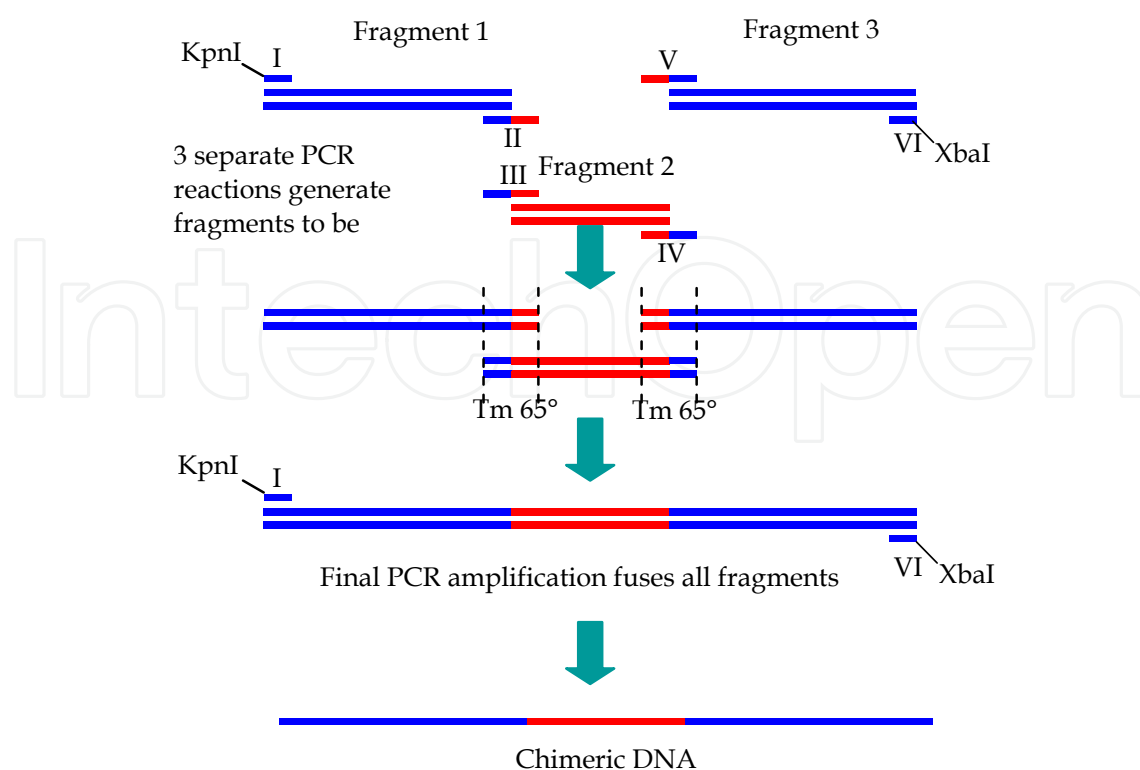 Fragment 1
Fragment 3
KpnI
I
V
II
VI
XbaI
3 separate PCR
reactions generate
fragments to be
Fragment 2
III
IV
IntechOpen
Tm 65°
Tm 65°
KpnI
I
VI
XbaI
Final PCR amplification fuses all fragments
Chimeric DNA